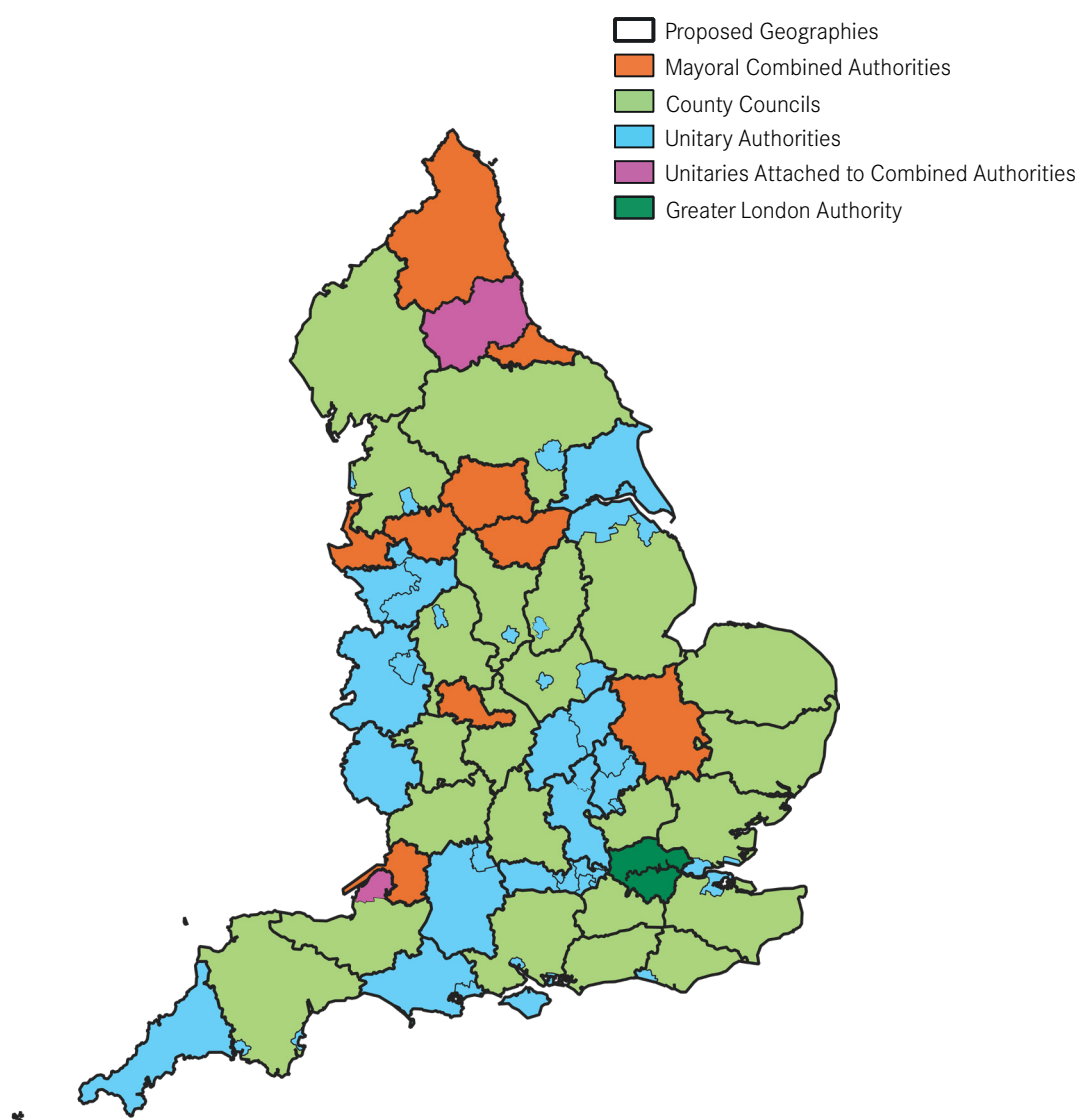 Proposed Geographies
Mayoral Combined Authorities
County Councils
Unitary Authorities
Unitaries Attached to Combined Authorities
Greater London Authority